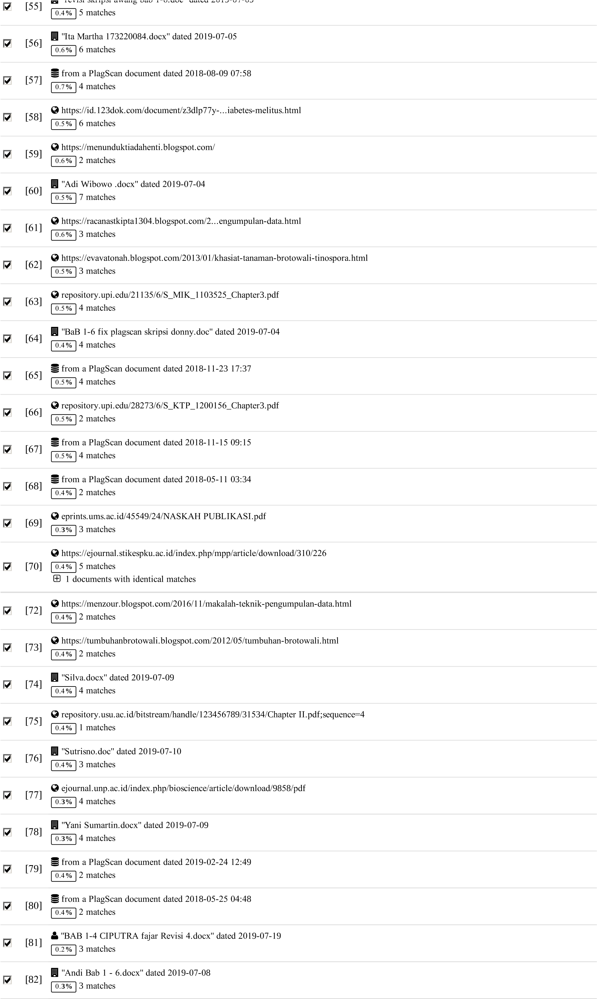 [55]
0.4% 5 matches
[56] "Ita Martha 173220084.docx" dated 2019-07-05
0.6% 6 matches
[57] from a PlagScan document dated 2018-08-09 07:58
0.7% 4 matches
[58] https://id.123dok.com/document/z3dlp77y-...iabetes-melitus.html
0.5% 6 matches
[59] https://menunduktiadahenti.blogspot.com/
0.6% 2 matches
[60] "Adi Wibowo .docx" dated 2019-07-04
0.5% 7 matches
[61] https://racanastkipta1304.blogspot.com/2...engumpulan-data.html
0.6% 3 matches
[62] https://evavatonah.blogspot.com/2013/01/khasiat-tanaman-brotowali-tinospora.html
0.5% 3 matches
[63] repository.upi.edu/21135/6/S_MIK_1103525_Chapter3.pdf
0.5% 4 matches
[64] "BaB 1-6 fix plagscan skripsi donny.doc" dated 2019-07-04
0.4% 4 matches
[65] from a PlagScan document dated 2018-11-23 17:37
0.5% 4 matches
[66] repository.upi.edu/28273/6/S_KTP_1200156_Chapter3.pdf
0.5% 2 matches
[67] from a PlagScan document dated 2018-11-15 09:15
0.5% 4 matches
[68] from a PlagScan document dated 2018-05-11 03:34
0.4% 2 matches
[69] eprints.ums.ac.id/45549/24/NASKAH PUBLIKASI.pdf
0.3% 3 matches
[70] https://ejournal.stikespku.ac.id/index.php/mpp/article/download/310/226
0.4% 5 matches
1 documents with identical matches
[72] https://menzour.blogspot.com/2016/11/makalah-teknik-pengumpulan-data.html
0.4% 2 matches
[73] https://tumbuhanbrotowali.blogspot.com/2012/05/tumbuhan-brotowali.html
0.4% 2 matches
[74] "Silva.docx" dated 2019-07-09
0.4% 4 matches
[75] repository.usu.ac.id/bitstream/handle/123456789/31534/Chapter II.pdf;sequence=4
0.4% 1 matches
[76] "Sutrisno.doc" dated 2019-07-10
0.4% 3 matches
[77] ejournal.unp.ac.id/index.php/bioscience/article/download/9858/pdf
0.3% 4 matches
[78] "Yani Sumartin.docx" dated 2019-07-09
0.3% 4 matches
[79] from a PlagScan document dated 2019-02-24 12:49
0.4% 2 matches
[80] from a PlagScan document dated 2018-05-25 04:48
0.4% 2 matches
[81] "BAB 1-4 CIPUTRA fajar Revisi 4.docx" dated 2019-07-19
0.2% 3 matches
[82] "Andi Bab 1 - 6.docx" dated 2019-07-08
0.3% 3 matches